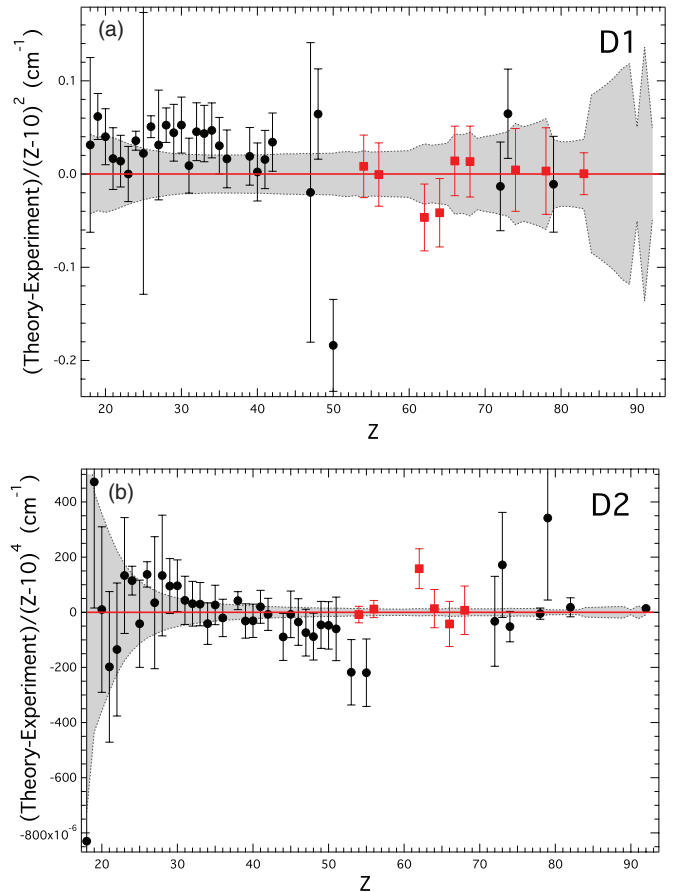 (a)
D1
(Theory-Experiment)/(Z-10)² (cm⁻¹)
0.1
0.0
-0.1
-0.2
20 30 40 50 60 70 80 90
Z
(b)
D2
(Theory-Experiment)/(Z-10)⁴ (cm⁻¹)
400
200
0
-200
-400
-600
-800x10⁻⁶
20 30 40 50 60 70 80 90
Z